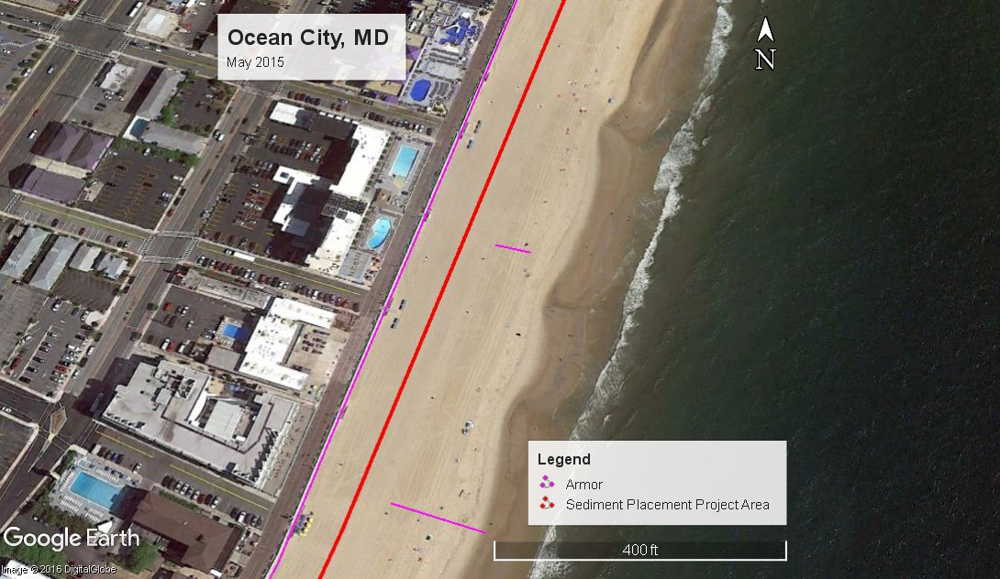 Ocean City, MD
May 2015
N
Legend
Armor
Sediment Placement Project Area
400 ft
Google Earth
Image © 2016 DigitalGlobe